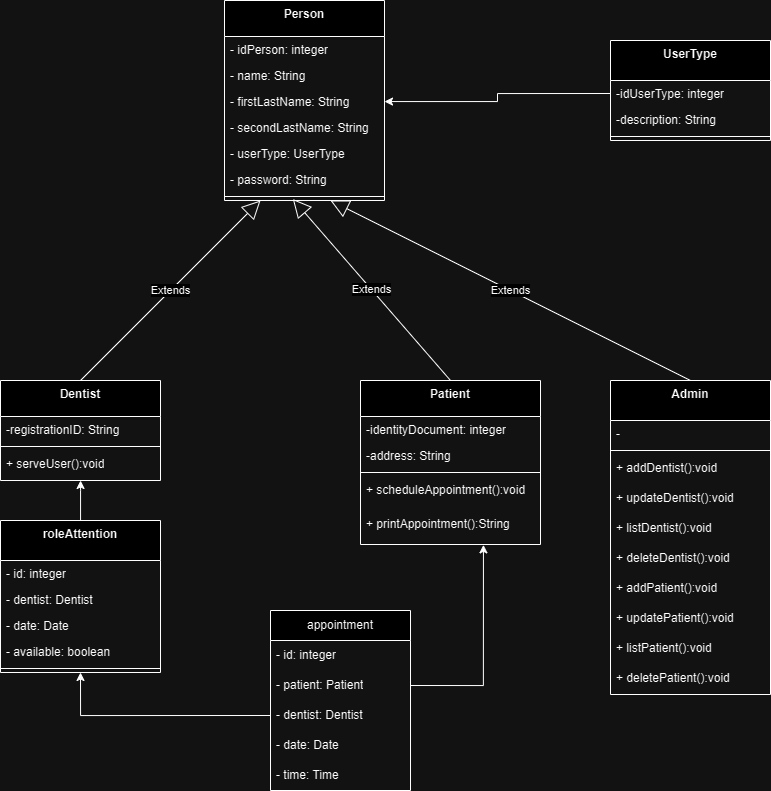 Person
- idPerson: integer
- name: String
- firstLastName: String
- secondLastName: String
- userType: UserType
- password: String
UserType
-idUserType: integer
-description: String
Extends
Extends
Extends
Dentist
-registrationID: String
+ serveUser():void
Patient
-identityDocument: integer
-address: String
+ scheduleAppointment():void
+ printAppointment():String
Admin
-
+ addDentist():void
+ updateDentist():void
+ listDentist():void
+ deleteDentist():void
+ addPatient():void
+ updatePatient():void
+ listPatient():void
+ deletePatient():void
roleAttention
- id: integer
- dentist: Dentist
- date: Date
- available: boolean
appointment
- id: integer
- patient: Patient
- dentist: Dentist
- date: Date
- time: Time